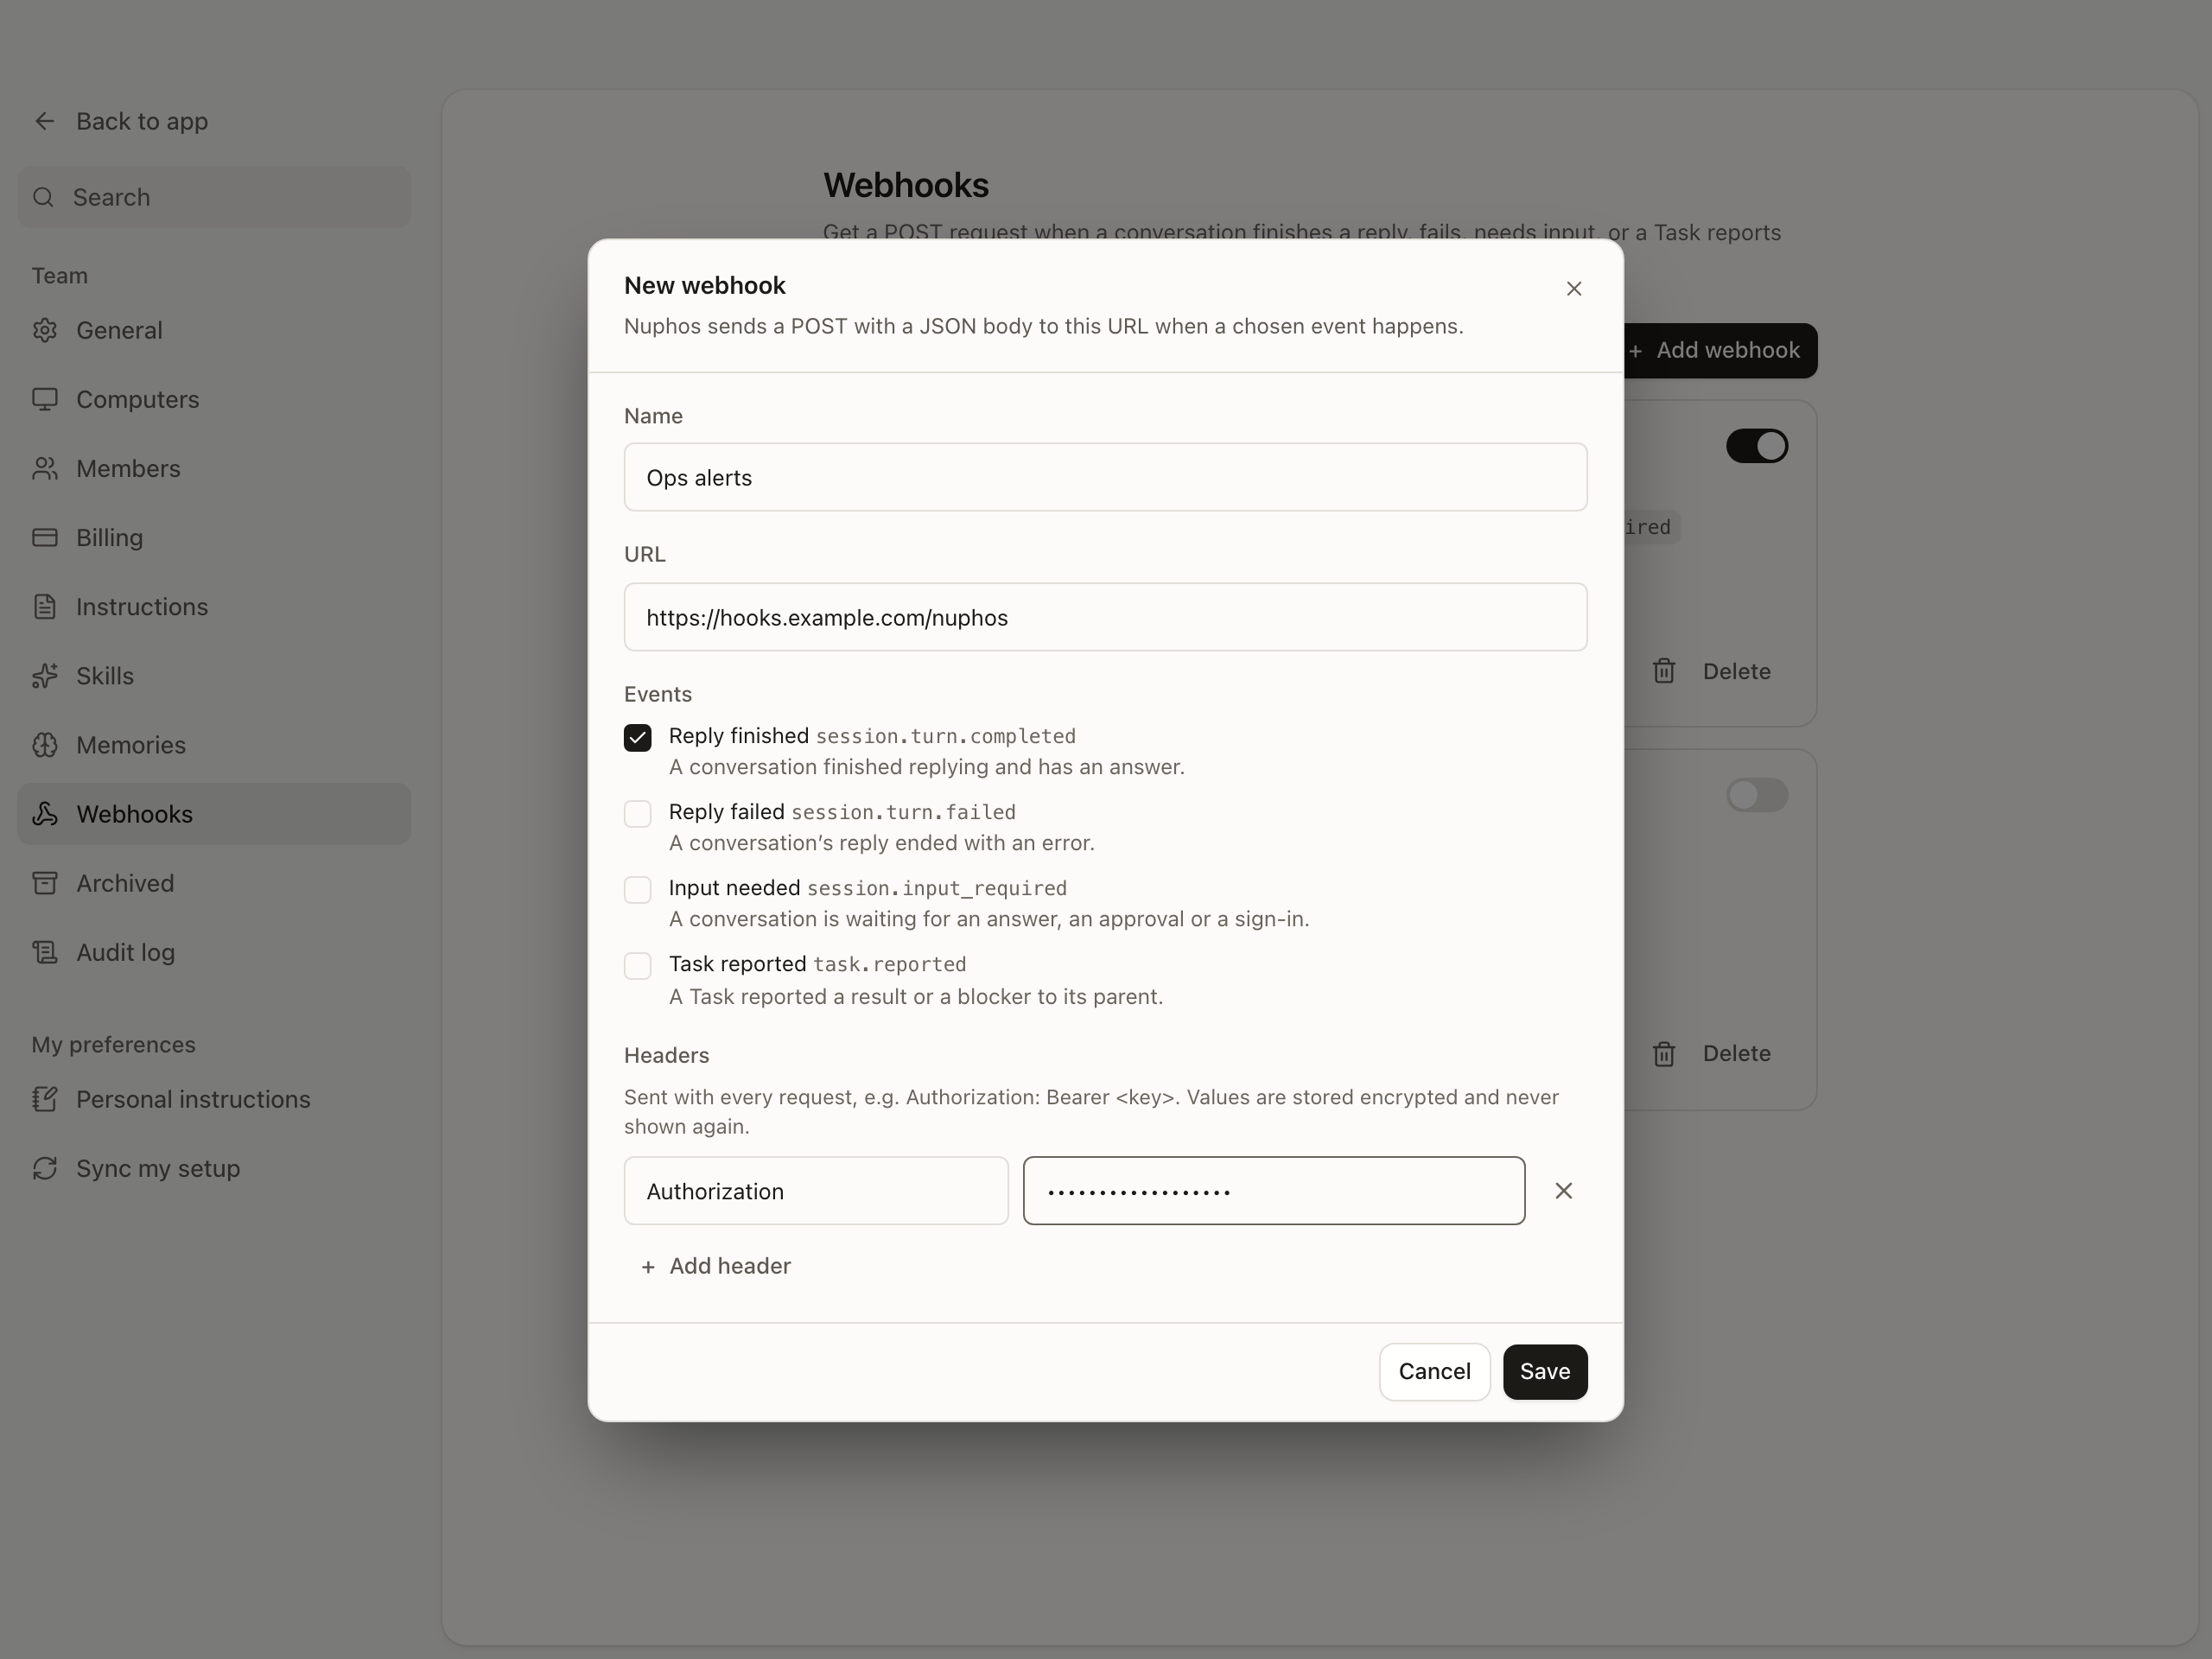 Back to app
Search
Team
General
Computers
Members
Billing
Instructions
Skills
Memories
Webhooks
Archived
Audit log
My preferences
Personal instructions
Sync my setup
Webhooks
Get a POST request when a conversation finishes a reply, fails, needs input, or a Task reports
+ Add webhook
ired
Delete
Delete
New webhook
Nuphos sends a POST with a JSON body to this URL when a chosen event happens.
Name
Ops alerts
URL
https://hooks.example.com/nuphos
Events
Reply finished session.turn.completed
A conversation finished replying and has an answer.
Reply failed session.turn.failed
A conversation’s reply ended with an error.
Input needed session.input_required
A conversation is waiting for an answer, an approval or a sign-in.
Task reported task.reported
A Task reported a result or a blocker to its parent.
Headers
Sent with every request, e.g. Authorization: Bearer <key>. Values are stored encrypted and never
shown again.
Authorization ••••••••••••••••••
+ Add header
Cancel
Save